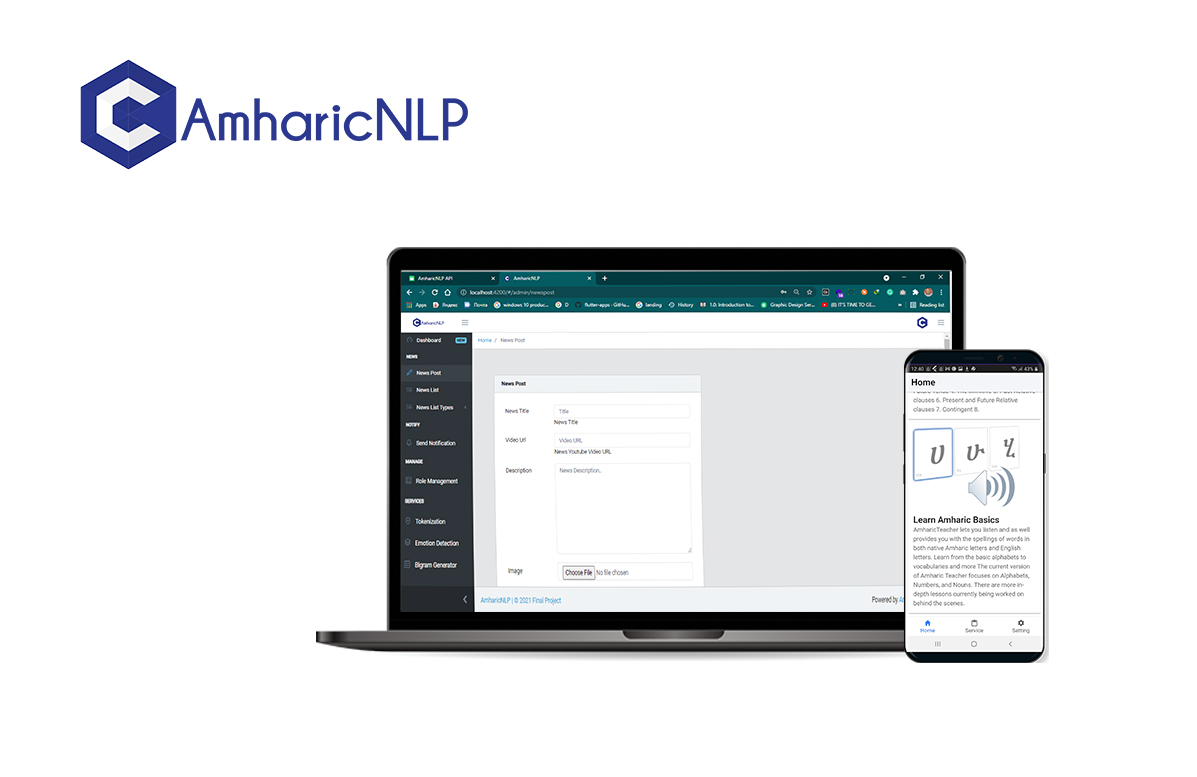 AmharicNLP
AmharicNLP API
AmharicNLP
localhost:4200/#/admin/newspost
Apps Яндекс Почта windows 10 produc... D flutter-apps - GitHu... landing History 1.0: Introduction to... Graphic Design Ser... (8) IT'S TIME TO GE... » Reading list
AmharicNLP
Dashboard NEW
NEWS
News Post
News List
News List Types
NOTIFY
Send Notification
MANAGE
Role Management
SERVICES
Tokenization
Emotion Detection
Bigram Generator
Home / News Post
News Post
News Title Title
News Title
Video Url Video URL
News Youtube Video URL
Description News Description..
Image Choose File No file chosen
AmharicNLP | © 2021 Final Project
Powered by
12:40 43%
Home
clauses 6. Present and Future Relative
clauses 7. Contingent 8.
ሀ ሁ ሂ
Learn Amharic Basics
AmharicTeacher lets you listen and as well
provides you with the spellings of words in
both native Amharic letters and English
letters. Learn from the basic alphabets to
vocabularies and more The current version
of Amharic Teacher focuses on Alphabets,
Numbers, and Nouns. There are more in-
depth lessons currently being worked on
behind the scenes.
Home Service Setting